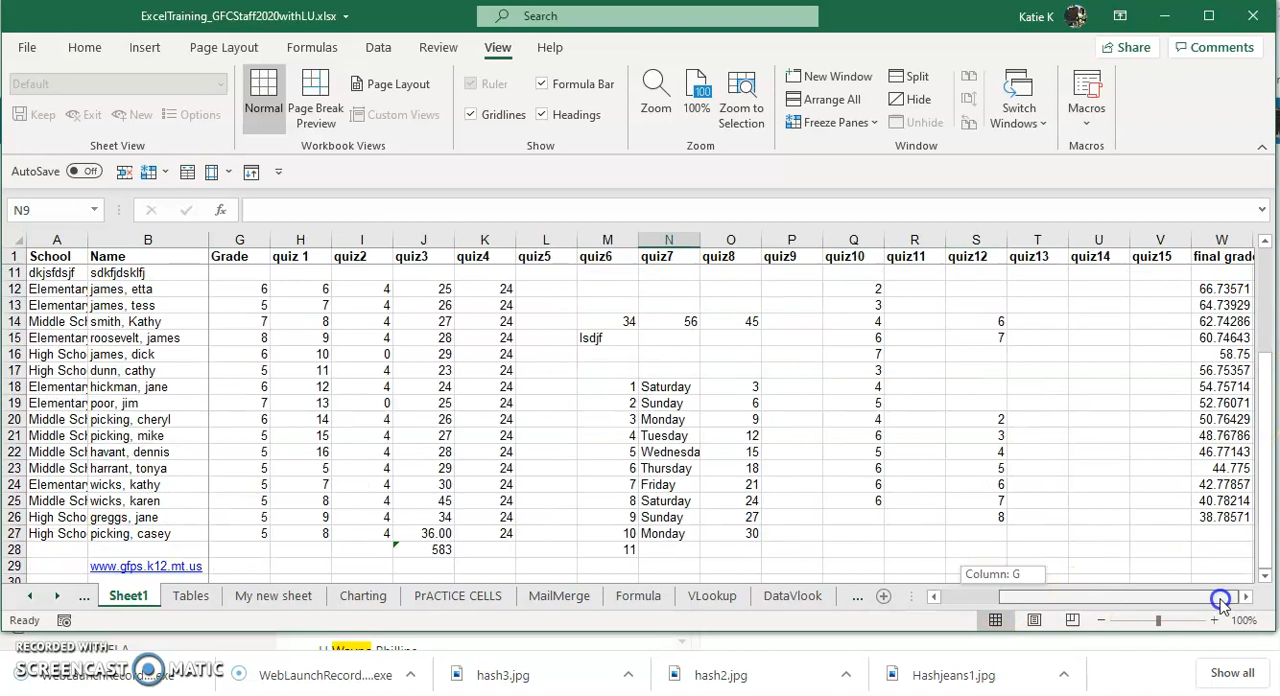 ExcelTraining_GFCStaff2020withLU.xlsx Search Katie K
File Home Insert Page Layout Formulas Data Review View Help Share Comments
Default Normal Page Break Preview Page Layout Ruler Formula Bar Zoom 100% Zoom to Selection New Window Split Switch Windows Macros
Keep Exit New Options Custom Views Gridlines Headings Arrange All Hide
Freeze Panes Unhide
Sheet View Workbook Views Show Zoom Window Macros
AutoSave Off
N9 fx
A B G H I J K L M N O P Q R S T U V W
1 School Name Grade quiz 1 quiz2 quiz3 quiz4 quiz5 quiz6 quiz7 quiz8 quiz9 quiz10 quiz11 quiz12 quiz13 quiz14 quiz15 final grade
11 dkjsfdsjf sdkfjdsklfj
12 Elementary james, etta 6 6 4 25 24 2 66.73571
13 Elementary james, tess 5 7 4 26 24 3 64.73929
14 Middle Sch smith, Kathy 7 8 4 27 24 34 56 45 4 6 62.74286
15 Elementary roosevelt, james 8 9 4 28 24 lsdjf 6 7 60.74643
16 High Scho james, dick 6 10 0 29 24 7 58.75
17 High Scho dunn, cathy 5 11 4 23 24 3 56.75357
18 Elementary hickman, jane 6 12 4 24 24 1 Saturday 3 4 54.75714
19 Elementary poor, jim 7 13 0 25 24 2 Sunday 6 5 52.76071
20 Middle Sch picking, cheryl 5 14 4 26 24 3 Monday 9 4 2 50.76429
21 Middle Sch picking, mike 5 15 4 27 24 4 Tuesday 12 6 3 48.76786
22 Middle Sch havant, dennis 5 16 4 28 24 5 Wednesda 15 5 4 46.77143
23 Middle Sch harrant, tonya 5 5 4 29 24 6 Thursday 18 6 5 44.775
24 Elementary wicks, kathy 5 7 4 30 24 7 Friday 21 6 6 42.77857
25 Middle Sch wicks, karen 5 8 4 45 24 8 Saturday 24 6 7 40.78214
26 High Scho greggs, jane 5 9 4 34 24 9 Sunday 27 8 38.78571
27 High Scho picking, casey 5 8 4 36.00 24 10 Monday 30
28 583 11
29 www.gfps.k12.mt.us
30 Column: G
... Sheet1 Tables My new sheet Charting PrACTICE CELLS MailMerge Formula VLookup DataVlook ...
Ready 100%
RECORDED WITH
SCREENCAST MATIC
WebLaunchRecord....exe hash3.jpg hash2.jpg Hashjeans1.jpg Show all